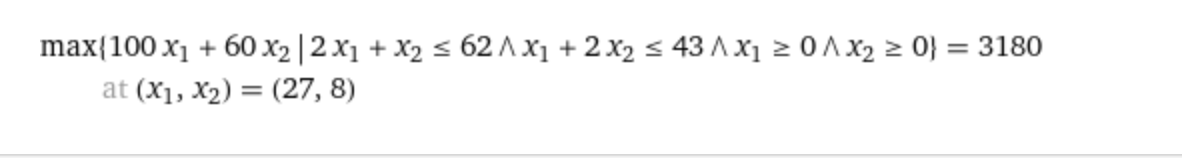 max{100 x₁ + 60 x₂ | 2 x₁ + x₂ ≤ 62 ∧ x₁ + 2 x₂ ≤ 43 ∧ x₁ ≥ 0 ∧ x₂ ≥ 0} = 3180
at (x₁, x₂) = (27, 8)